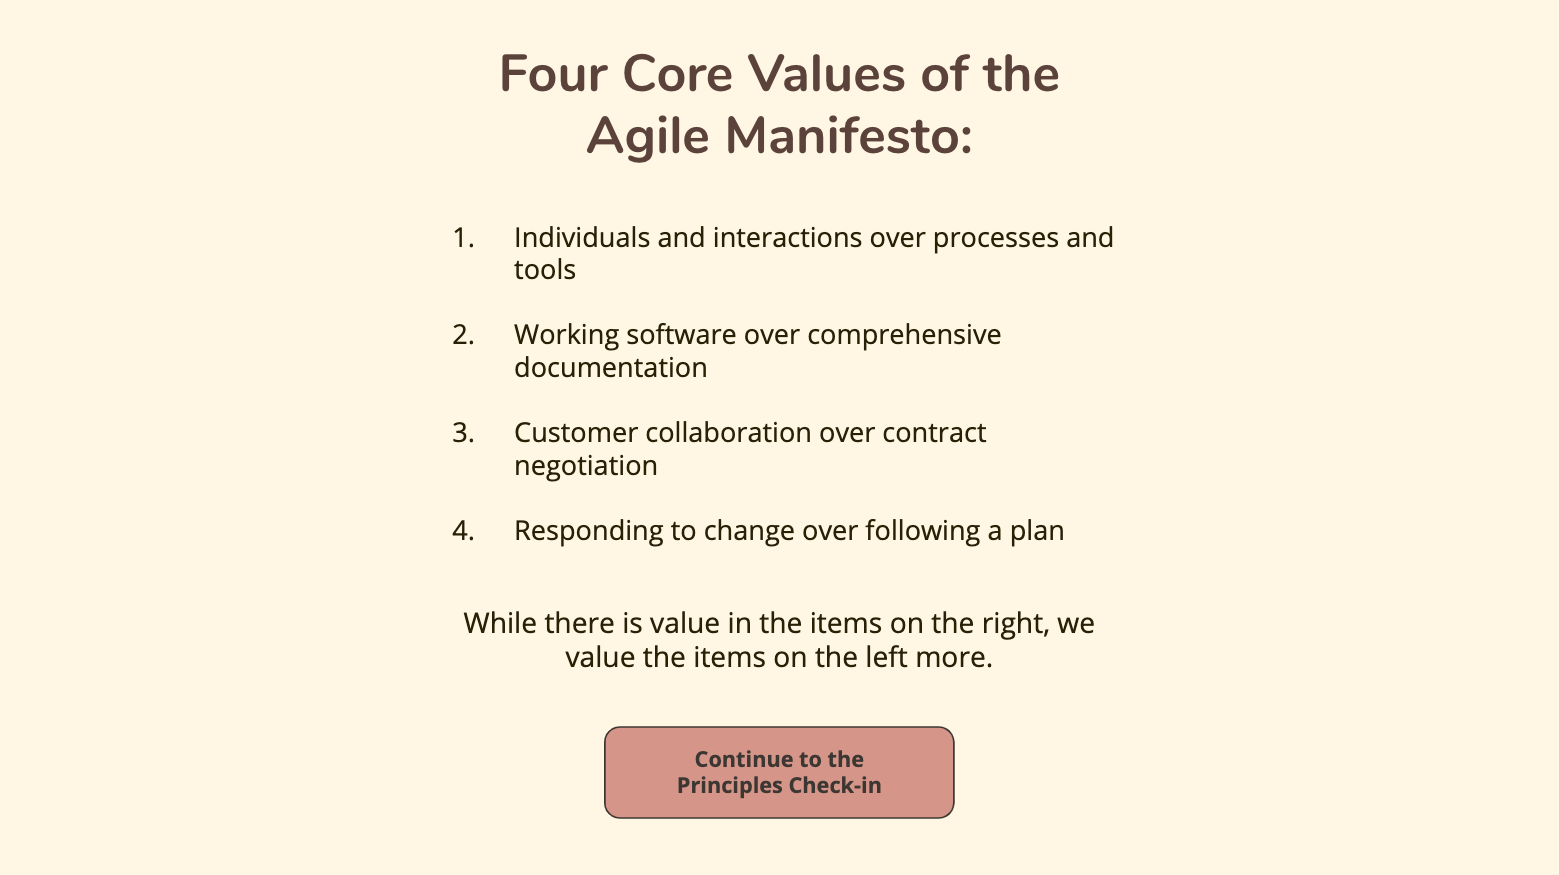 Four Core Values of the
Agile Manifesto:
1. Individuals and interactions over processes and
tools
2. Working software over comprehensive
documentation
3. Customer collaboration over contract
negotiation
4. Responding to change over following a plan
While there is value in the items on the right, we
value the items on the left more.
Continue to the
Principles Check-in